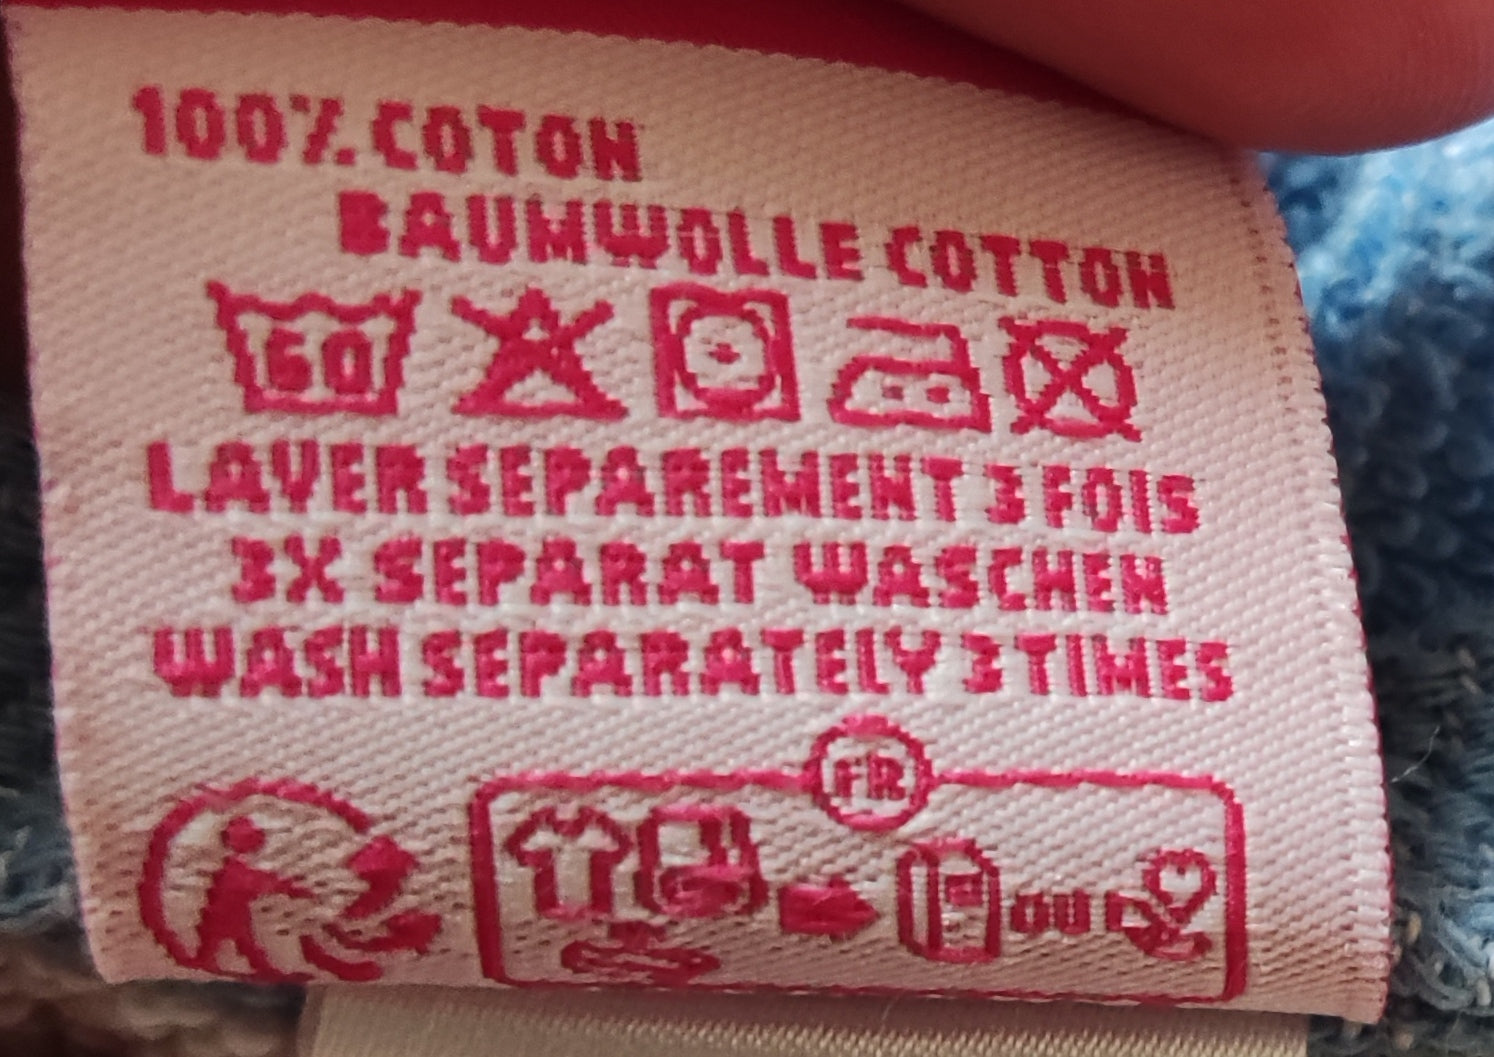 100% COTON
BAUMWOLLE COTTON
60
LAVER SEPAREMENT 3 FOIS
3X SEPARAT WASCHEN
WASH SEPARATELY 3 TIMES
FR
OU